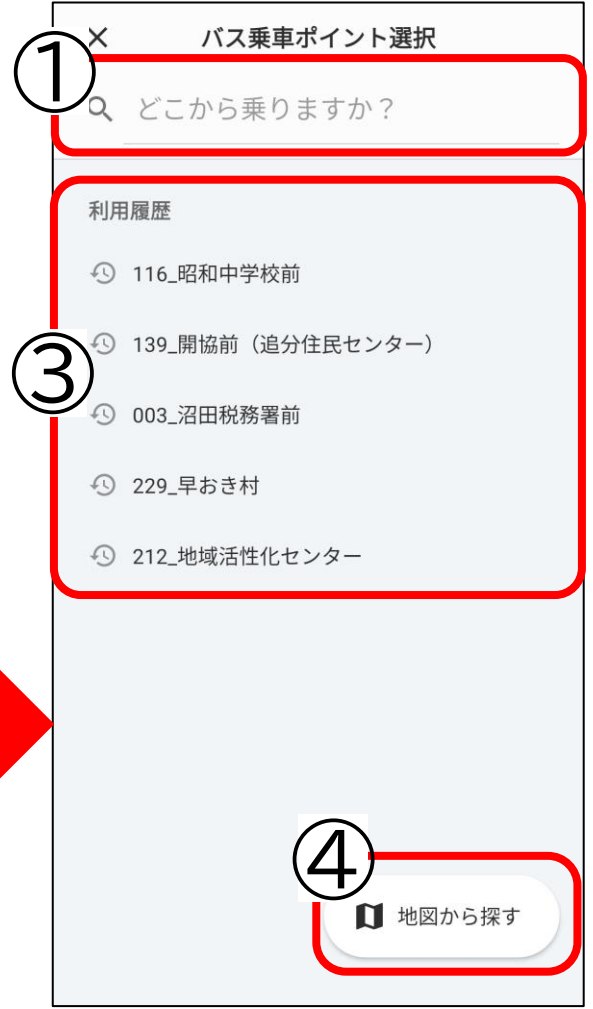 ①
× バス乗車ポイント選択
どこから乗りますか？
利用履歴
116_昭和中学校前
③
139_開協前（追分住民センター）
003_沼田税務署前
229_早おき村
212_地域活性化センター
④
地図から探す